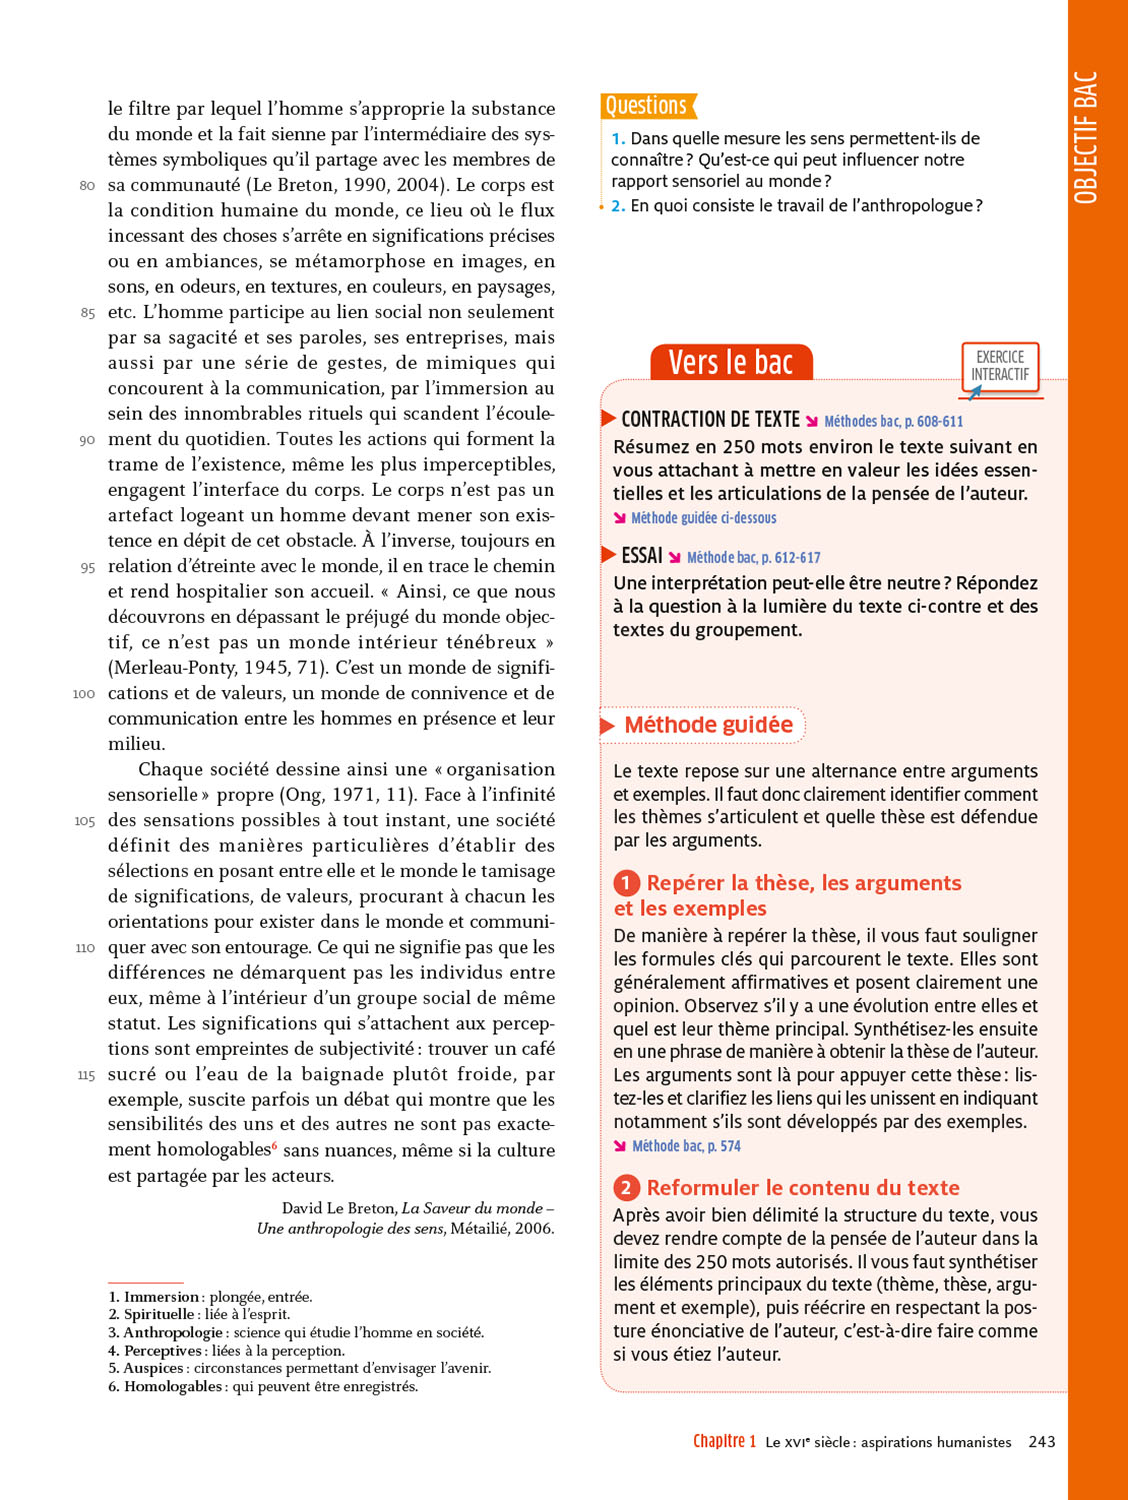 le filtre par lequel l’homme s’approprie la substance
du monde et la fait sienne par l’intermédiaire des sys-
tèmes symboliques qu’il partage avec les membres de
80 sa communauté (Le Breton, 1990, 2004). Le corps est
la condition humaine du monde, ce lieu où le flux
incessant des choses s’arrête en significations précises
ou en ambiances, se métamorphose en images, en
sons, en odeurs, en textures, en couleurs, en paysages,
85 etc. L’homme participe au lien social non seulement
par sa sagacité et ses paroles, ses entreprises, mais
aussi par une série de gestes, de mimiques qui
concourent à la communication, par l’immersion au
sein des innombrables rituels qui scandent l’écoule-
90 ment du quotidien. Toutes les actions qui forment la
trame de l’existence, même les plus imperceptibles,
engagent l’interface du corps. Le corps n’est pas un
artefact logeant un homme devant mener son exis-
tence en dépit de cet obstacle. À l’inverse, toujours en
95 relation d’étreinte avec le monde, il en trace le chemin
et rend hospitalier son accueil. « Ainsi, ce que nous
découvrons en dépassant le préjugé du monde objec-
tif, ce n’est pas un monde intérieur ténébreux »
(Merleau-Ponty, 1945, 71). C’est un monde de signifi-
100 cations et de valeurs, un monde de connivence et de
communication entre les hommes en présence et leur
milieu.
Chaque société dessine ainsi une « organisation
sensorielle » propre (Ong, 1971, 11). Face à l’infinité
105 des sensations possibles à tout instant, une société
définit des manières particulières d’établir des
sélections en posant entre elle et le monde le tamisage
de significations, de valeurs, procurant à chacun les
orientations pour exister dans le monde et communi-
110 quer avec son entourage. Ce qui ne signifie pas que les
différences ne démarquent pas les individus entre
eux, même à l’intérieur d’un groupe social de même
statut. Les significations qui s’attachent aux percep-
tions sont empreintes de subjectivité : trouver un café
115 sucré ou l’eau de la baignade plutôt froide, par
exemple, suscite parfois un débat qui montre que les
sensibilités des uns et des autres ne sont pas exacte-
ment homologables6 sans nuances, même si la culture
est partagée par les acteurs.
David Le Breton, La Saveur du monde –
Une anthropologie des sens, Métailié, 2006.
1. Immersion : plongée, entrée.
2. Spirituelle : liée à l’esprit.
3. Anthropologie : science qui étudie l’homme en société.
4. Perceptives : liées à la perception.
5. Auspices : circonstances permettant d’envisager l’avenir.
6. Homologables : qui peuvent être enregistrés.
Questions
1. Dans quelle mesure les sens permettent-ils de
connaître ? Qu’est-ce qui peut influencer notre
rapport sensoriel au monde ?
2. En quoi consiste le travail de l’anthropologue ?
Vers le bac
EXERCICE
INTERACTIF
CONTRACTION DE TEXTE Méthodes bac, p. 608-611
Résumez en 250 mots environ le texte suivant en
vous attachant à mettre en valeur les idées essen-
tielles et les articulations de la pensée de l’auteur.
Méthode guidée ci-dessous
ESSAI Méthode bac, p. 612-617
Une interprétation peut-elle être neutre ? Répondez
à la question à la lumière du texte ci-contre et des
textes du groupement.
Méthode guidée
Le texte repose sur une alternance entre arguments
et exemples. Il faut donc clairement identifier comment
les thèmes s’articulent et quelle thèse est défendue
par les arguments.
1 Repérer la thèse, les arguments
et les exemples
De manière à repérer la thèse, il vous faut souligner
les formules clés qui parcourent le texte. Elles sont
généralement affirmatives et posent clairement une
opinion. Observez s’il y a une évolution entre elles et
quel est leur thème principal. Synthétisez-les ensuite
en une phrase de manière à obtenir la thèse de l’auteur.
Les arguments sont là pour appuyer cette thèse : lis-
tez-les et clarifiez les liens qui les unissent en indiquant
notamment s’ils sont développés par des exemples.
Méthode bac, p. 574
2 Reformuler le contenu du texte
Après avoir bien délimité la structure du texte, vous
devez rendre compte de la pensée de l’auteur dans la
limite des 250 mots autorisés. Il vous faut synthétiser
les éléments principaux du texte (thème, thèse, argu-
ment et exemple), puis réécrire en respectant la pos-
ture énonciative de l’auteur, c’est-à-dire faire comme
si vous étiez l’auteur.
Chapitre 1 Le XVIe siècle : aspirations humanistes 243
OBJECTIF BAC